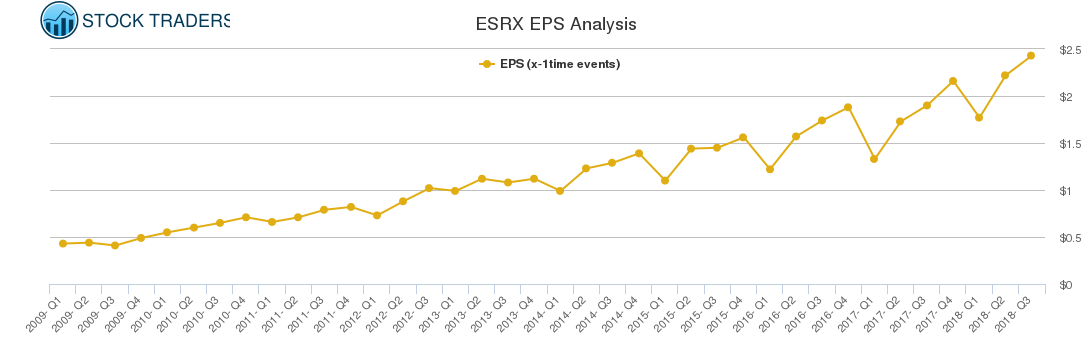 STOCK TRADERS
ESRX EPS Analysis
EPS (x-1time events)
$2.5
$2
$1.5
$1
$0.5
$0
2009-Q1
2009-Q2
2009-Q3
2009-Q4
2010-Q1
2010-Q2
2010-Q3
2010-Q4
2011-Q1
2011-Q2
2011-Q3
2011-Q4
2012-Q1
2012-Q2
2012-Q3
2013-Q1
2013-Q2
2013-Q3
2013-Q4
2014-Q1
2014-Q2
2014-Q3
2014-Q4
2015-Q1
2015-Q2
2015-Q3
2015-Q4
2016-Q1
2016-Q2
2016-Q3
2016-Q4
2017-Q1
2017-Q2
2017-Q3
2017-Q4
2018-Q1
2018-Q2
2018-Q3